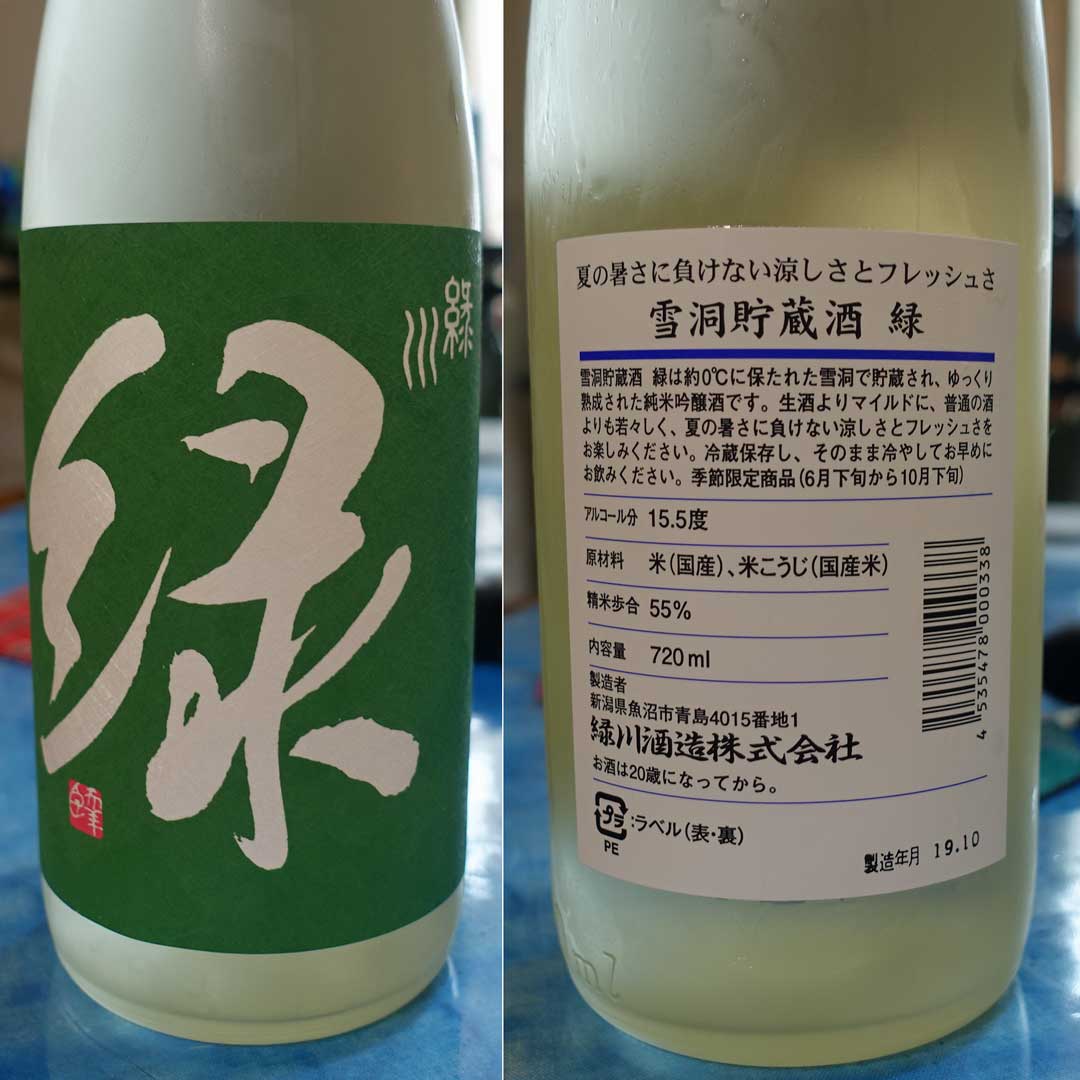 緑川
緑
夏の暑さに負けない涼しさとフレッシュさ
雪洞貯蔵酒 緑
雪洞貯蔵酒 緑は約0℃に保たれた雪洞で貯蔵され、ゆっくり
熟成された純米吟醸酒です。生酒よりマイルドに、普通の酒
よりも若々しく、夏の暑さに負けない涼しさとフレッシュさを
お楽しみください。冷蔵保存し、そのまま冷やしてお早めに
お飲みください。季節限定商品(6月下旬から10月下旬)
アルコール分 15.5度
原材料 米(国産)、米こうじ(国産米)
精米歩合 55%
内容量 720ml
製造者
新潟県魚沼市青島4015番地1
緑川酒造株式会社
お酒は20歳になってから。
プラ:ラベル(表・裏)
PE
製造年月 19.10
4 535478 000338
ml